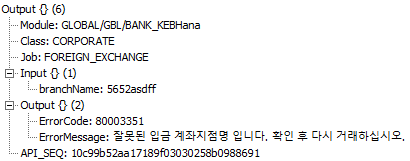 Output {} (6)
Module: GLOBAL/GBL/BANK_KEBHana
Class: CORPORATE
Job: FOREIGN_EXCHANGE
Input {} (1)
branchName: 5652asdff
Output {} (2)
ErrorCode: 80003351
ErrorMessage: 잘못된 입금 계좌지점명 입니다. 확인 후 다시 거래하십시오.
API_SEQ: 10c99b52aa17189f03030258b0988691